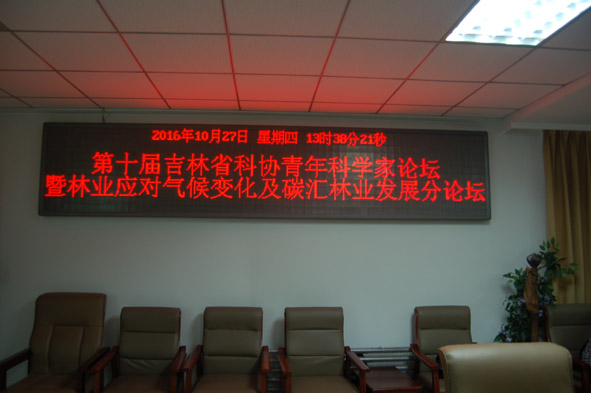 2016年10月27日 星期四 13时38分21秒
第十届吉林省科协青年科学家论坛
暨林业应对气候变化及碳汇林业发展分论坛